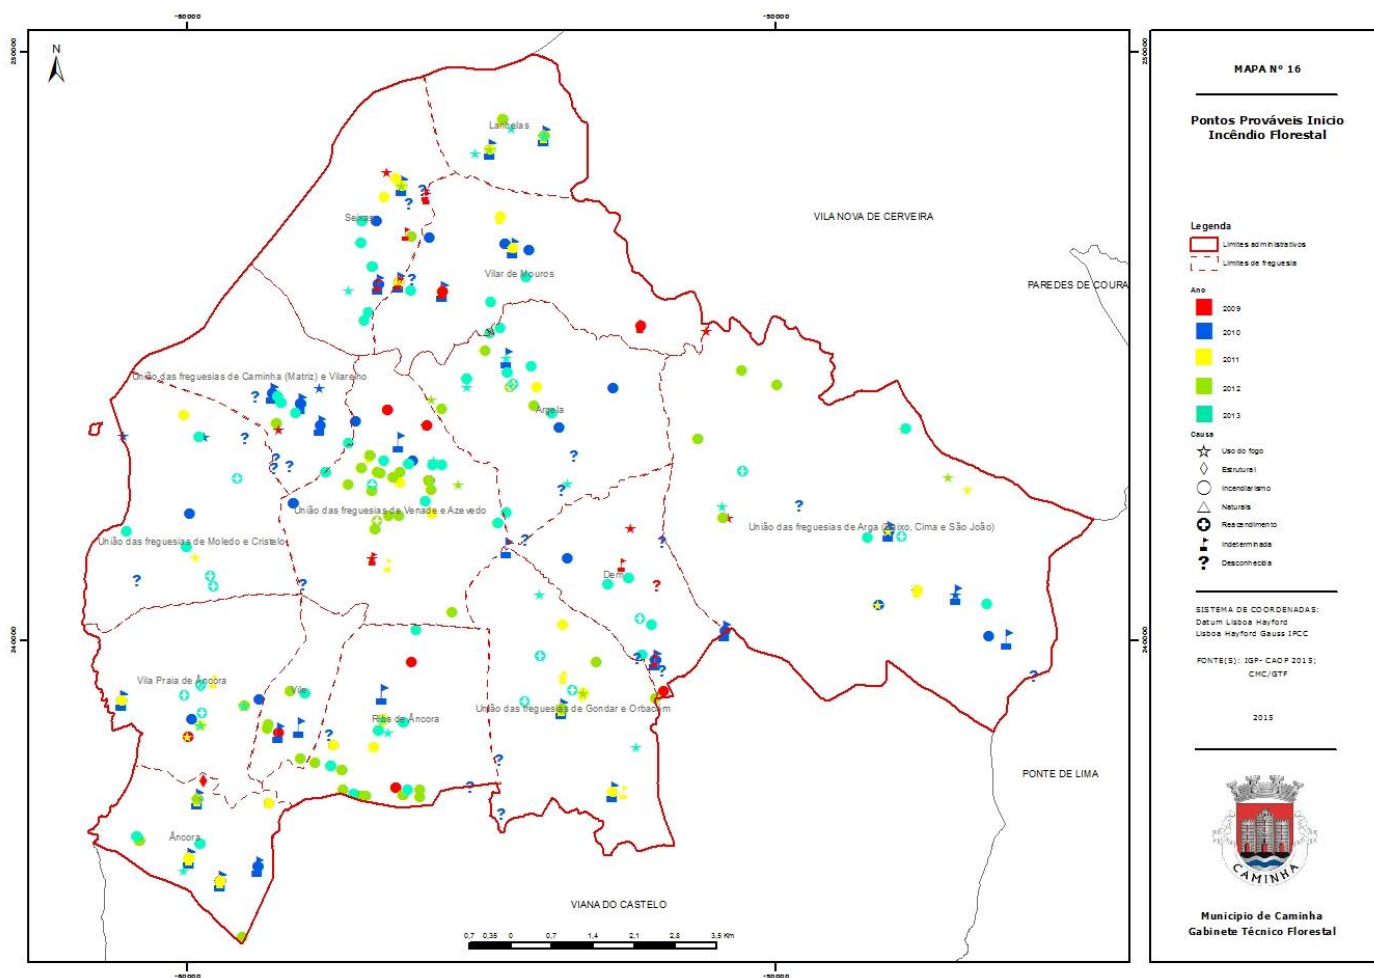 -60000
-50000
250000
250000
N
Lanhelas
Seixas
VILA NOVA DE CERVEIRA
Vilar de Mouros
PAREDES DE COURA
União das freguesias de Caminha (Matriz) e Vilarelho
Argela
União das freguesias de Venade e Azevedo
União das freguesias de Arga (Baixo, Cima e São João)
União das freguesias de Moledo e Cristelo
Dem
240000
240000
Vila Praia de Âncora
Vile
Riba de Âncora
União das freguesias de Gondar e Orbacém
PONTE DE LIMA
Âncora
VIANA DO CASTELO
0,7 0,35 0 0,7 1,4 2,1 2,8 3,5 Km
-60000
-50000
MAPA Nº 16
Pontos Prováveis Inicio
Incêndio Florestal
Legenda
Limites administrativos
Limites de freguesia
Ano
2009
2010
2011
2012
2013
Causa
Uso do fogo
Estrutural
Incendiarismo
Naturais
Reacendimento
Indeterminada
? Desconhecida
SISTEMA DE COORDENADAS:
Datum Lisboa Hayford
Lisboa Hayford Gauss IPCC
FONTE(S): IGP- CAOP 2015;
CMC/GTF
2015
CAMINHA
Municipio de Caminha
Gabinete Técnico Florestal